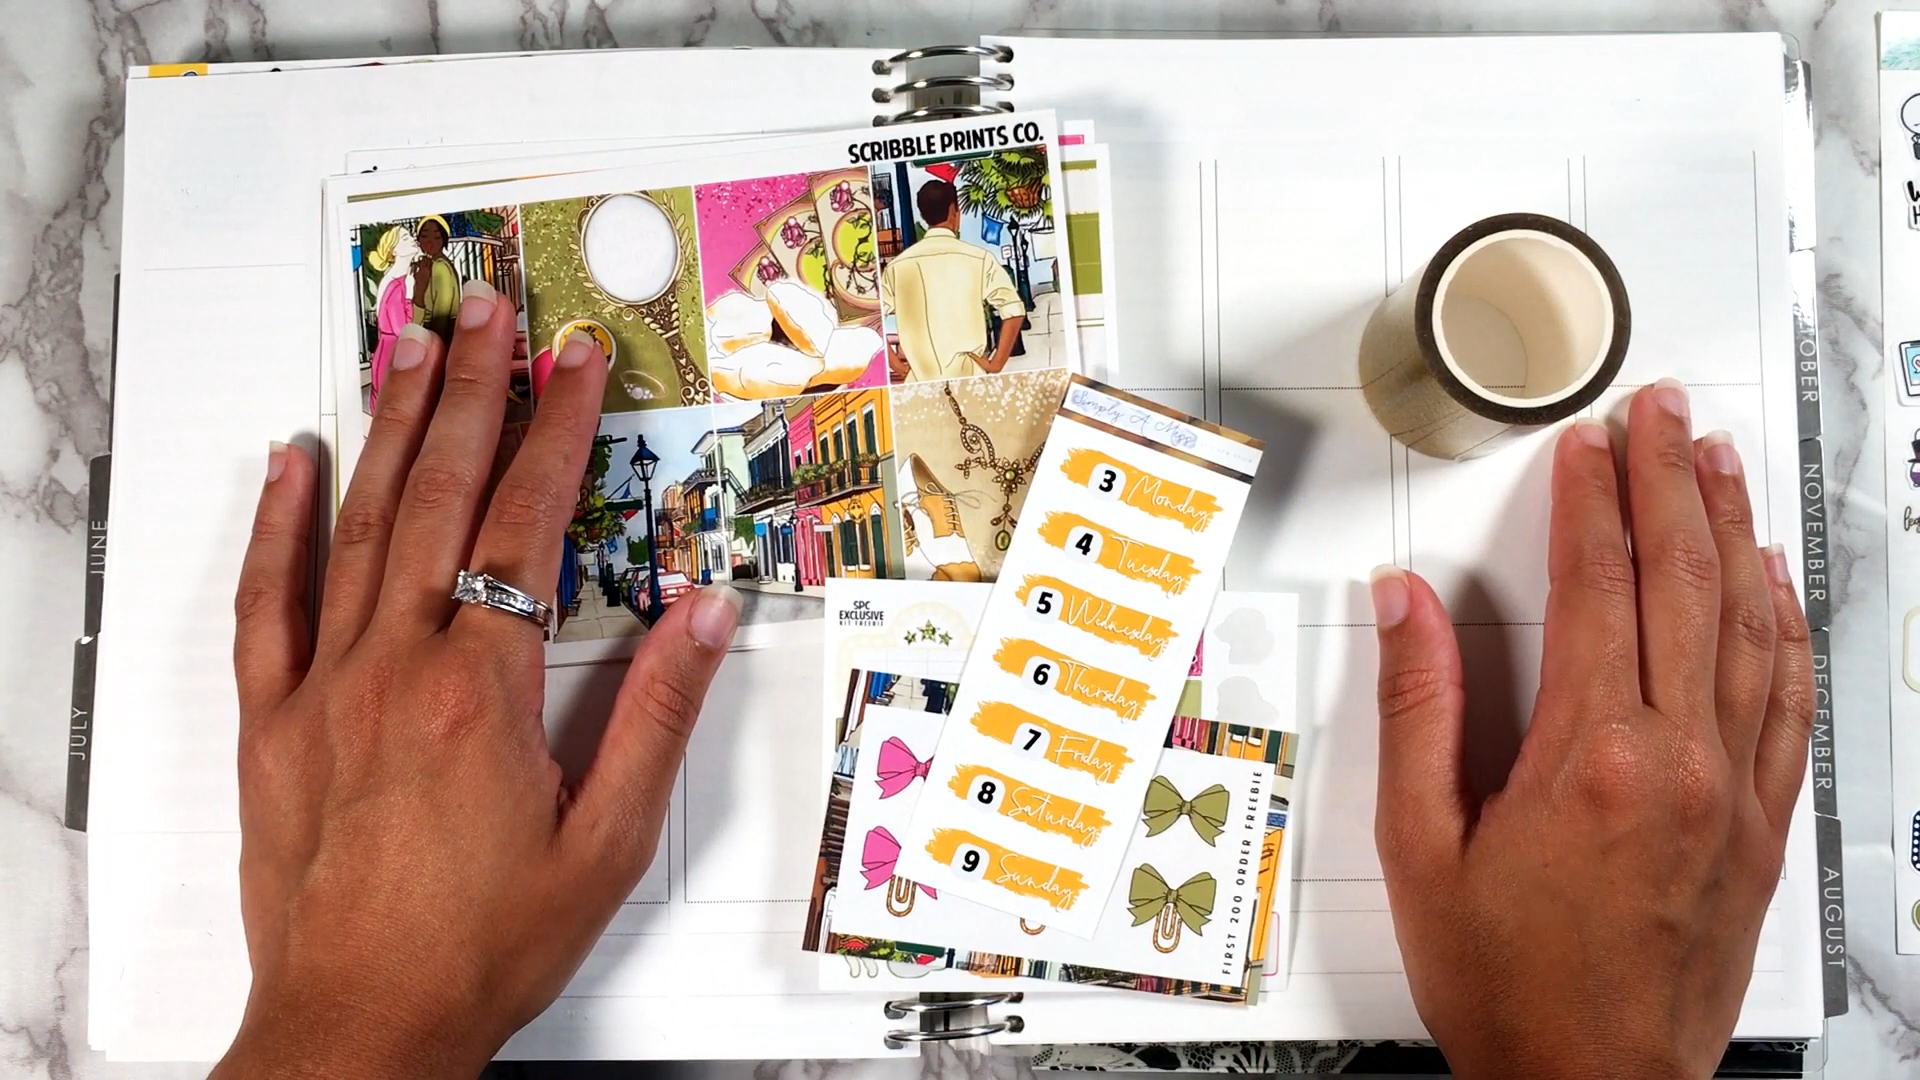 SCRIBBLE PRINTS CO.
Simply A Mess
3 Monday
4 Tuesday
5 Wednesday
6 Thursday
7 Friday
8 Saturday
9 Sunday
SPC
EXCLUSIVE
KIT FREEBIE
FIRST 200 ORDER FREEBIE
JUNE
JULY
OCTOBER
NOVEMBER
DECEMBER
AUGUST